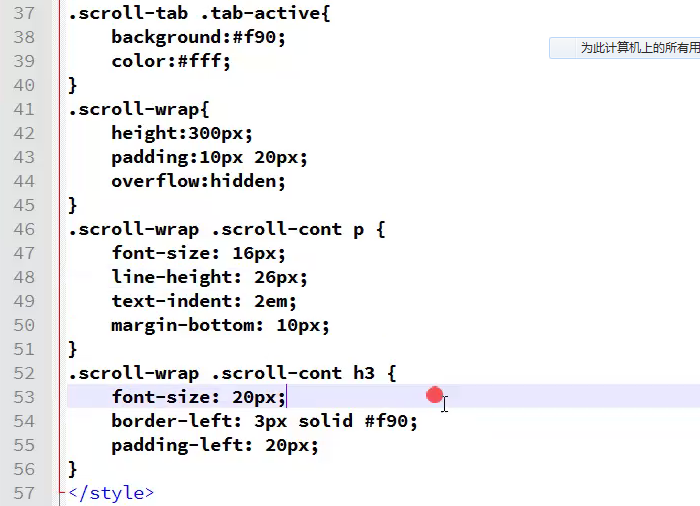 37 .scroll-tab .tab-active{
38 background:#f90;
39 color:#fff;
40 }
41 .scroll-wrap{
42 height:300px;
43 padding:10px 20px;
44 overflow:hidden;
45 }
46 .scroll-wrap .scroll-cont p {
47 font-size: 16px;
48 line-height: 26px;
49 text-indent: 2em;
50 margin-bottom: 10px;
51 }
52 .scroll-wrap .scroll-cont h3 {
53 font-size: 20px;
54 border-left: 3px solid #f90;
55 padding-left: 20px;
56 }
57 </style>
为此计算机上的所有用